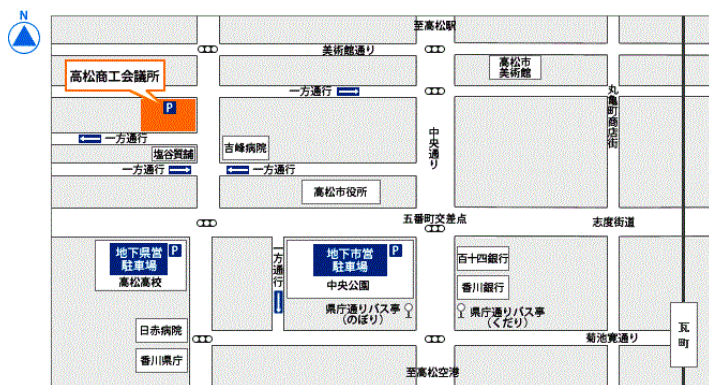 N
至高松駅
美術館通り
高松商工会議所
P
高松市
美術館
一方通行
丸亀町商店街
中央通り
一方通行
吉峰病院
塩谷質舗
一方通行
一方通行
高松市役所
五番町交差点
志度街道
地下県営
駐車場
P
高松高校
一方通行
地下市営
駐車場
P
中央公園
百十四銀行
香川銀行
県庁通りバス亭
(のぼり)
県庁通りバス亭
(くだり)
日赤病院
香川県庁
菊池寛通り
至高松空港